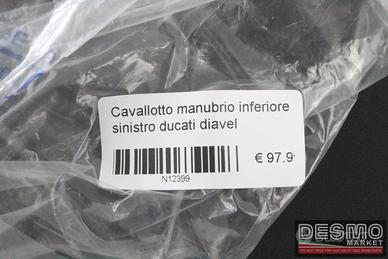 Cavallotto manubrio inferiore
sinistro ducati diavel
€ 97.9
N12399
DESMO
MARKET